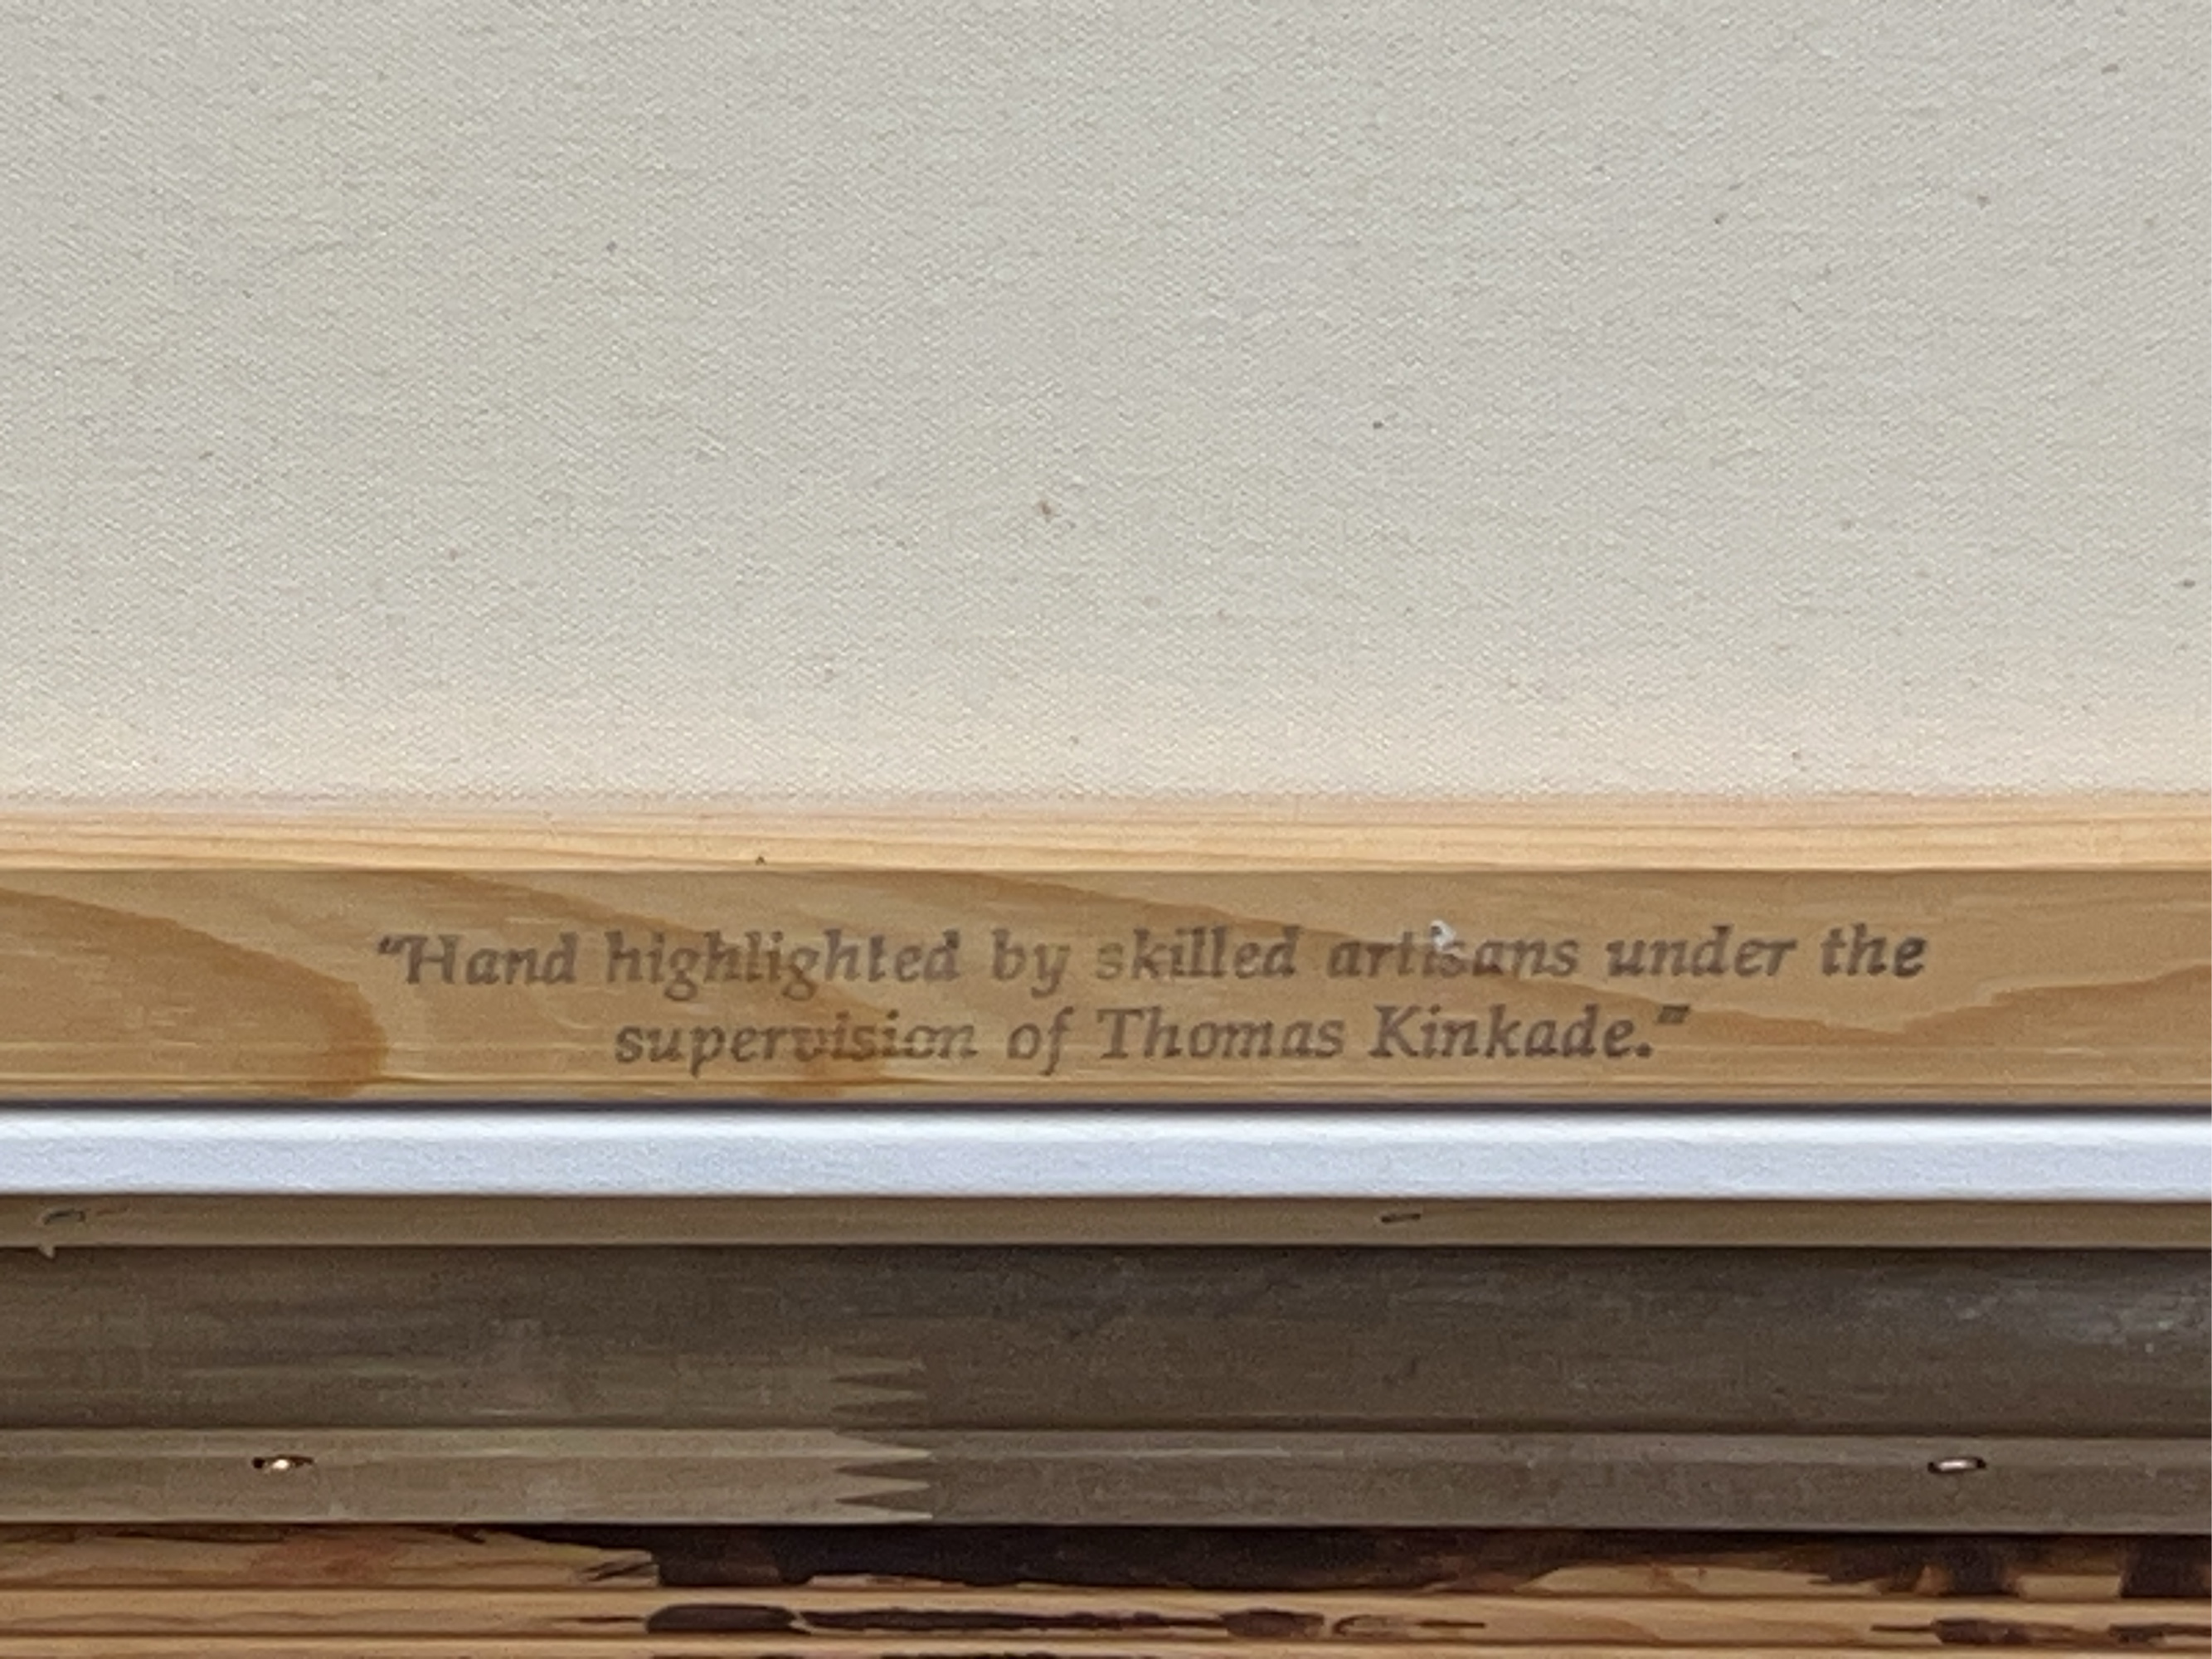 "Hand highlighted by skilled artisans under the
supervision of Thomas Kinkade."